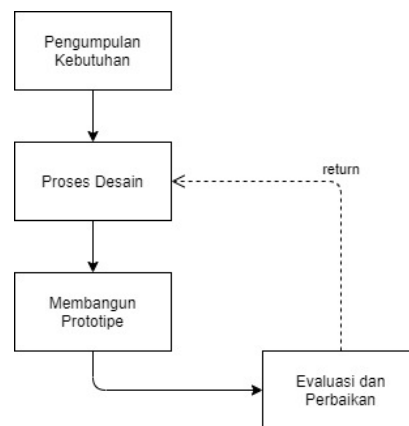 Pengumpulan
Kebutuhan
Proses Desain
return
Membangun
Prototipe
Evaluasi dan
Perbaikan